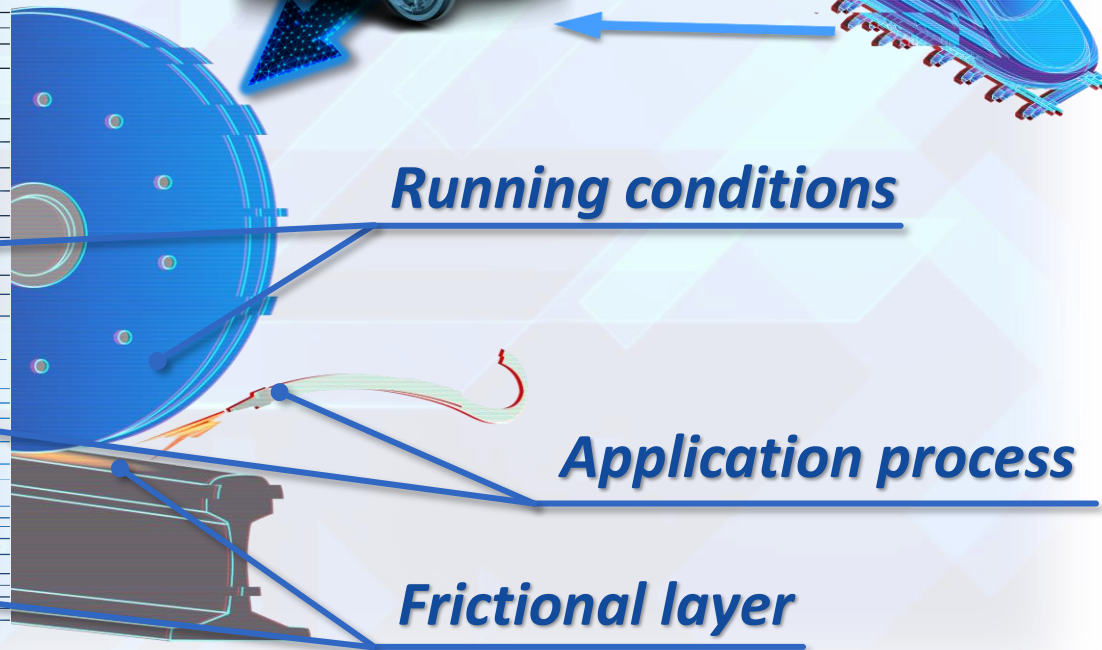 Running conditions
Application process
Frictional layer